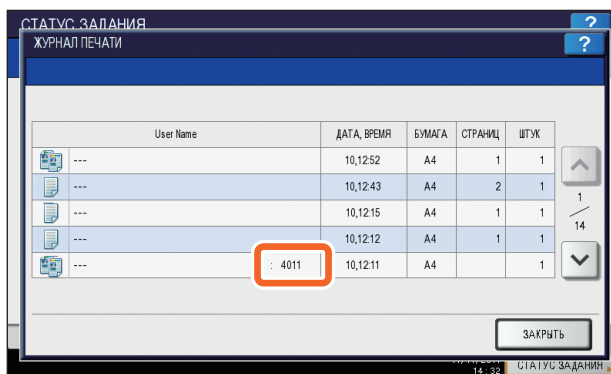 СТАТУС ЗАДАНИЯ ?
ЖУРНАЛ ПЕЧАТИ ?
User Name ДАТА, ВРЕМЯ БУМАГА СТРАНИЦ ШТУК
--- 10,12:52 A4 1 1
--- 10,12:43 A4 2 1
--- 10,12:15 A4 1 1
--- 10,12:12 A4 1 1
--- : 4011 10,12:11 A4 1
1
14
ЗАКРЫТЬ
14:32 СТАТУС ЗАДАНИЯ